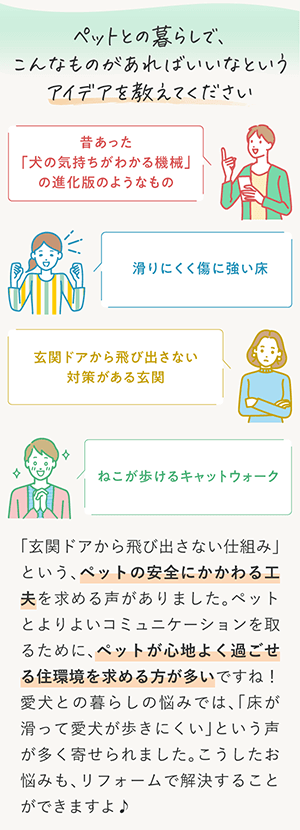 ペットとの暮らしで、
こんなものがあればいいなという
アイデアを教えてください
昔あった
「犬の気持ちがわかる機械」
の進化版のようなもの
滑りにくく傷に強い床
玄関ドアから飛び出さない
対策がある玄関
ねこが歩けるキャットウォーク
「玄関ドアから飛び出さない仕組み」
という、ペットの安全にかかわる工
夫を求める声がありました。ペット
とよりよいコミュニケーションを取
るために、ペットが心地よく過ごせ
る住環境を求める方が多いですね！
愛犬との暮らしの悩みでは、「床が
滑って愛犬が歩きにくい」という声
が多く寄せられました。こうしたお
悩みも、リフォームで解決すること
ができますよ♪